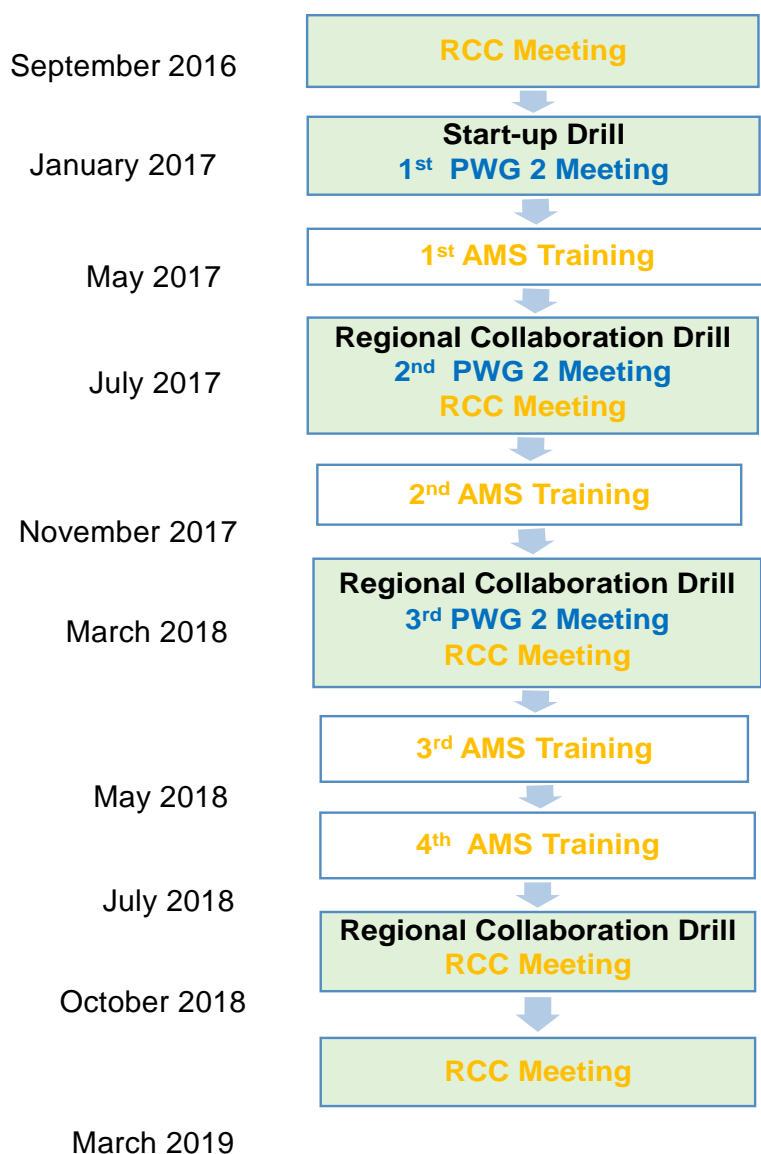 RCC Meeting
September 2016
Start-up Drill
January 2017
1st PWG 2 Meeting
1st AMS Training
May 2017
Regional Collaboration Drill
July 2017
2nd PWG 2 Meeting
RCC Meeting
2nd AMS Training
November 2017
Regional Collaboration Drill
March 2018
3rd PWG 2 Meeting
RCC Meeting
3rd AMS Training
May 2018
4th AMS Training
July 2018
Regional Collaboration Drill
RCC Meeting
October 2018
RCC Meeting
March 2019